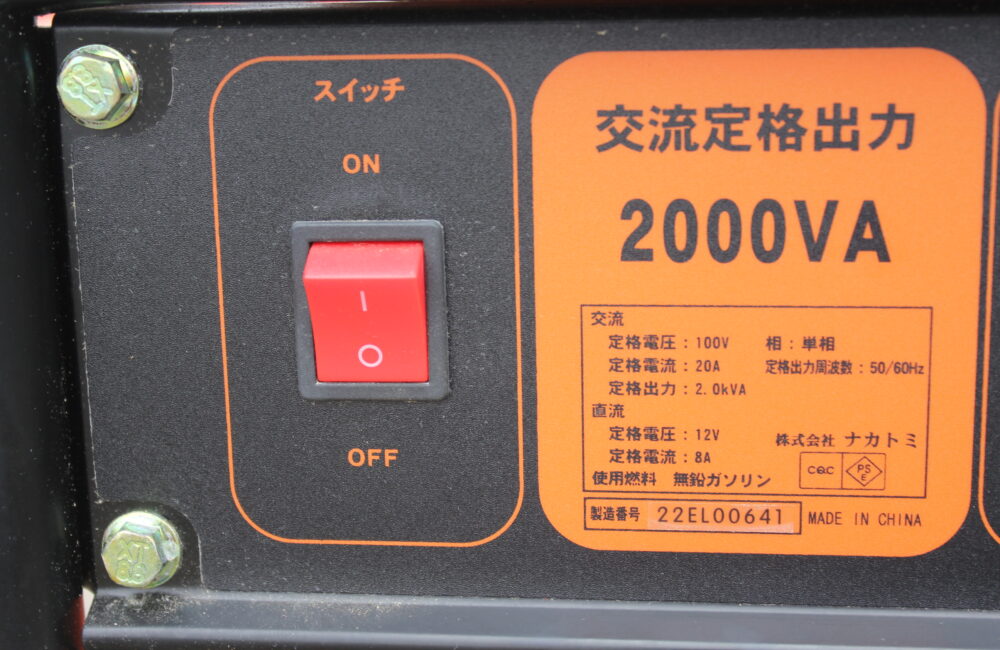 スイッチ
ON
I
O
OFF
交流定格出力
2000VA
交流
定格電圧：100V 相：単相
定格電流：20A 定格出力周波数：50/60Hz
定格出力：2.0kVA
直流
定格電圧：12V
定格電流：8A
株式会社 ナカトミ
CQC
PS
E
使用燃料 無鉛ガソリン
製造番号 22EL00641 MADE IN CHINA